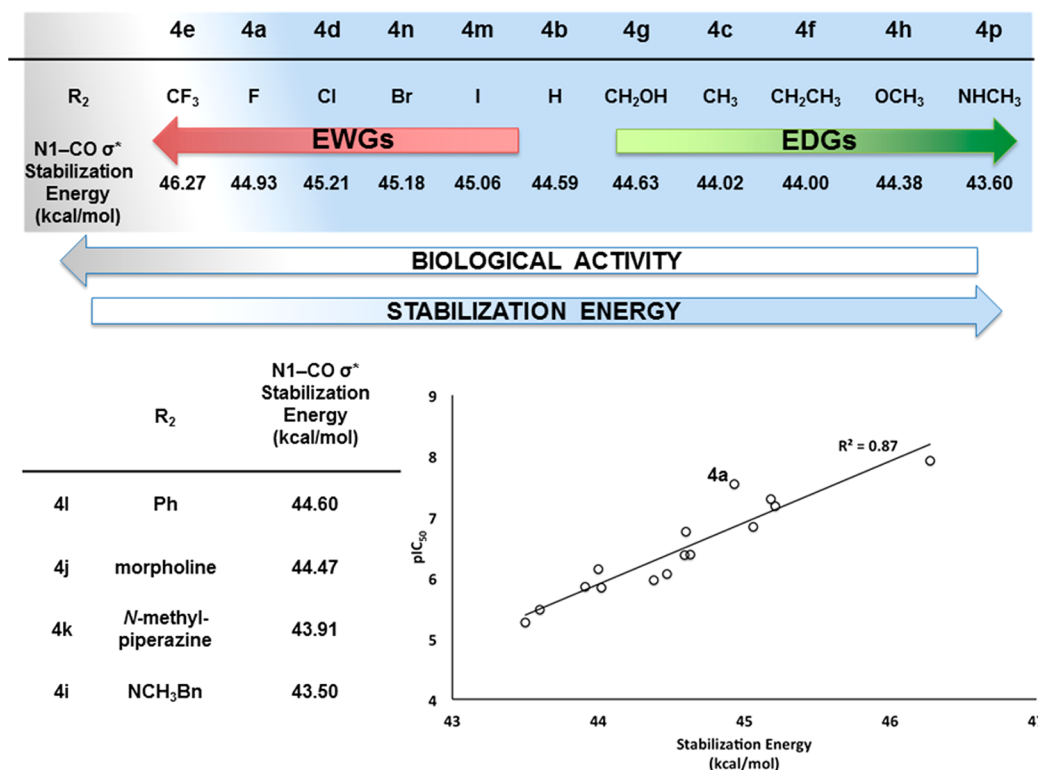 4e 4a 4d 4n 4m 4b 4g 4c 4f 4h 4p
R₂ CF₃ F Cl Br I H CH₂OH CH₃ CH₂CH₃ OCH₃ NHCH₃
EWGs EDGs
N1–CO σ*
Stabilization
Energy
(kcal/mol)
46.27 44.93 45.21 45.18 45.06 44.59 44.63 44.02 44.00 44.38 43.60
BIOLOGICAL ACTIVITY
STABILIZATION ENERGY
R₂
N1–CO σ*
Stabilization
Energy
(kcal/mol)
4l Ph 44.60
4j morpholine 44.47
4k N-methyl-
piperazine 43.91
4i NCH₃Bn 43.50
9
8
7
6
5
4
pIC₅₀
R² = 0.87
4a
43 44 45 46 47
Stabilization Energy
(kcal/mol)